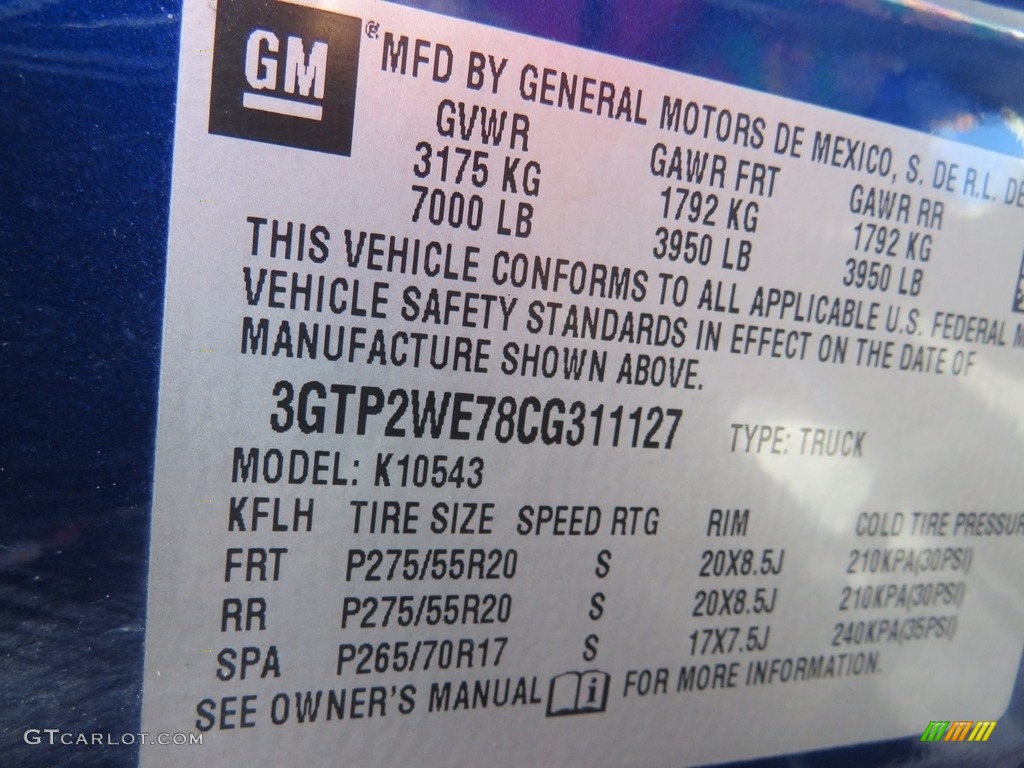 GM
® MFD BY GENERAL MOTORS DE MEXICO, S. DE R.L. DE
GVWR GAWR FRT GAWR RR
3175 KG 1792 KG 1792 KG
7000 LB 3950 LB 3950 LB
THIS VEHICLE CONFORMS TO ALL APPLICABLE U.S. FEDERAL M
VEHICLE SAFETY STANDARDS IN EFFECT ON THE DATE OF
MANUFACTURE SHOWN ABOVE.
3GTP2WE78CG311127 TYPE: TRUCK
MODEL: K10543
KFLH TIRE SIZE SPEED RTG RIM COLD TIRE PRESSUR
FRT P275/55R20 S 20X8.5J 210KPA(30PSI)
RR P275/55R20 S 20X8.5J 210KPA(30PSI)
SPA P265/70R17 S 17X7.5J 240KPA(35PSI)
SEE OWNER'S MANUAL i FOR MORE INFORMATION.
GTCARLOT.COM